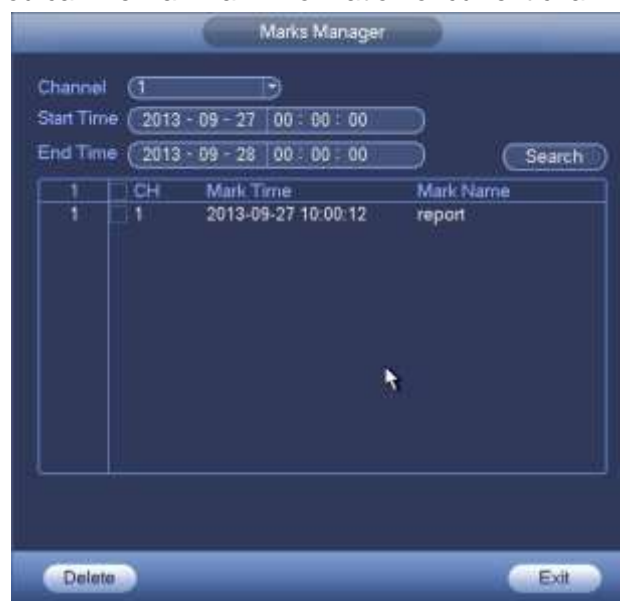 Marks Manager
Channel 1
Start Time 2013 - 09 - 27 00 : 00 : 00
End Time 2013 - 09 - 28 00 : 00 : 00 Search
1 CH Mark Time Mark Name
1 1 2013-09-27 10:00:12 report
Delete Exit